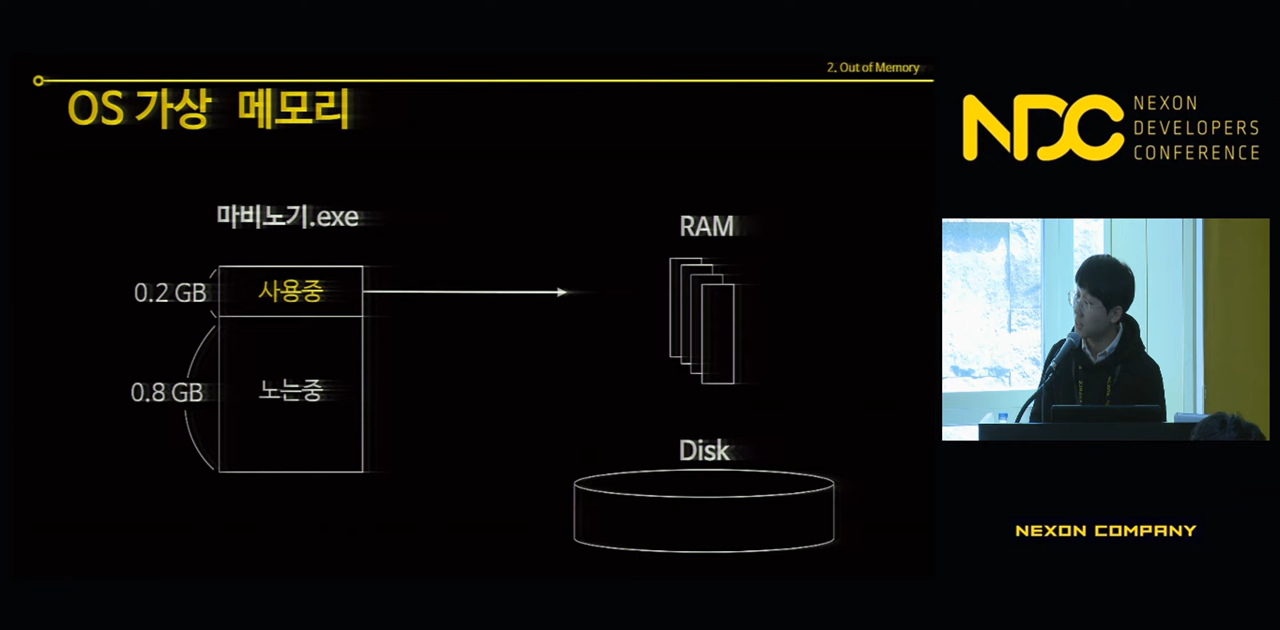 2. Out of Memory
OS 가상 메모리
마비노기.exe
0.2 GB
사용중
0.8 GB
노는중
RAM
Disk
NDC
NEXON
DEVELOPERS
CONFERENCE
NEXON COMPANY